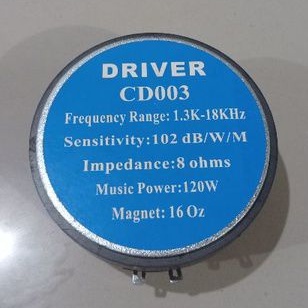 DRIVER
CD003
Frequency Range: 1.3K-18KHz
Sensitivity: 102 dB/W/M
Impedance:8 ohms
Music Power:120W
Magnet: 16 Oz